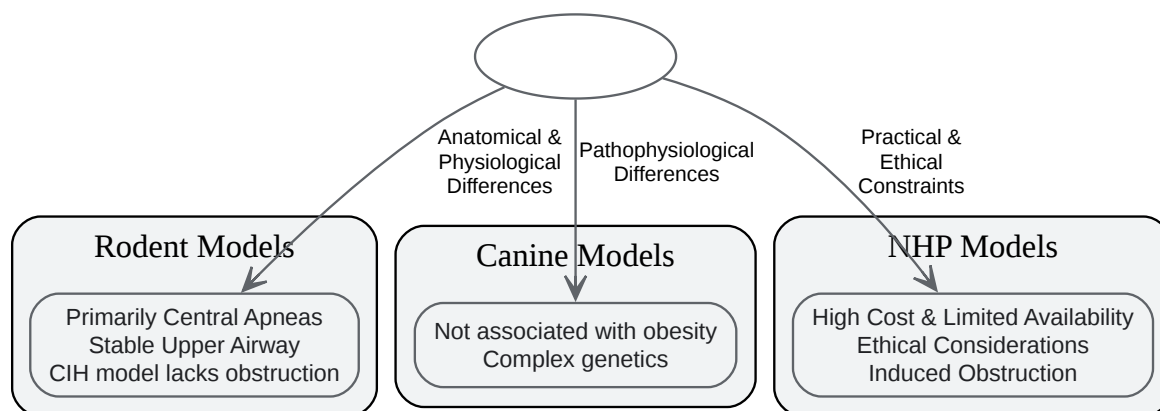 Anatomical &
Physiological
Differences
Pathophysiological
Differences
Practical &
Ethical
Constraints
Rodent Models
Primarily Central Apneas
Stable Upper Airway
CIH model lacks obstruction
Canine Models
Not associated with obesity
Complex genetics
NHP Models
High Cost & Limited Availability
Ethical Considerations
Induced Obstruction